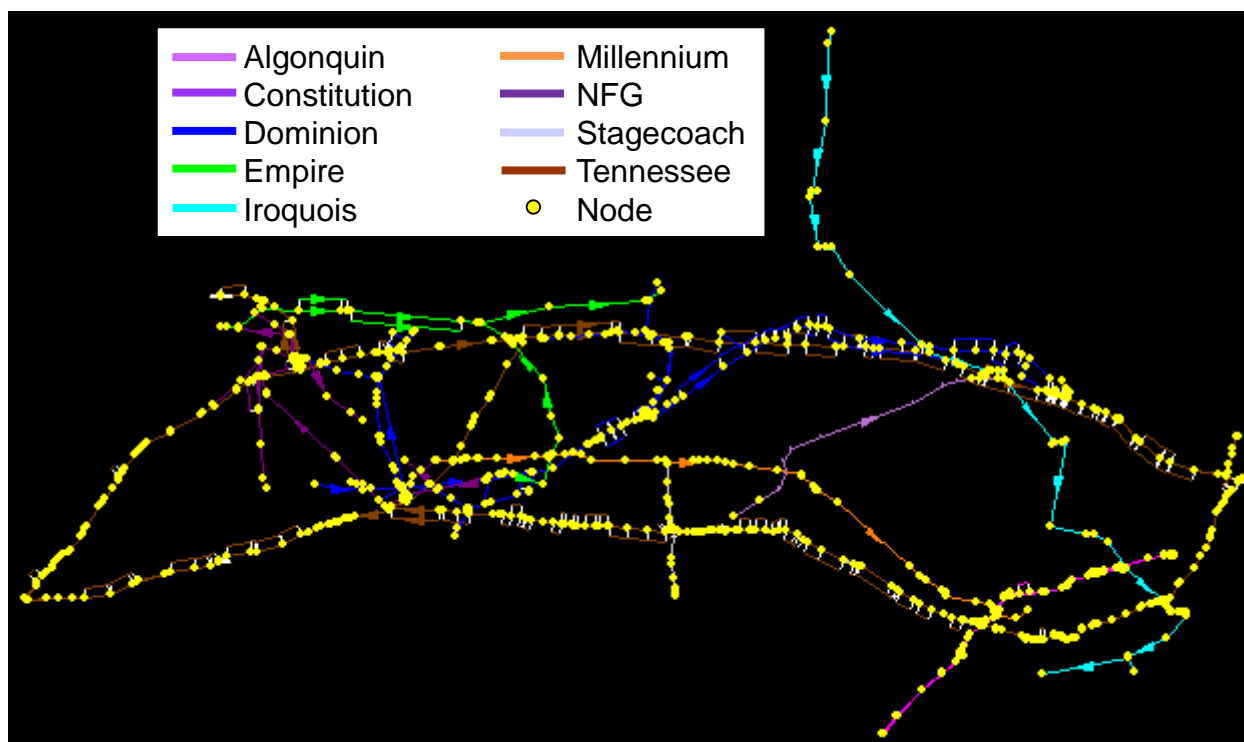 Algonquin
Constitution
Dominion
Empire
Iroquois
Millennium
NFG
Stagecoach
Tennessee
Node